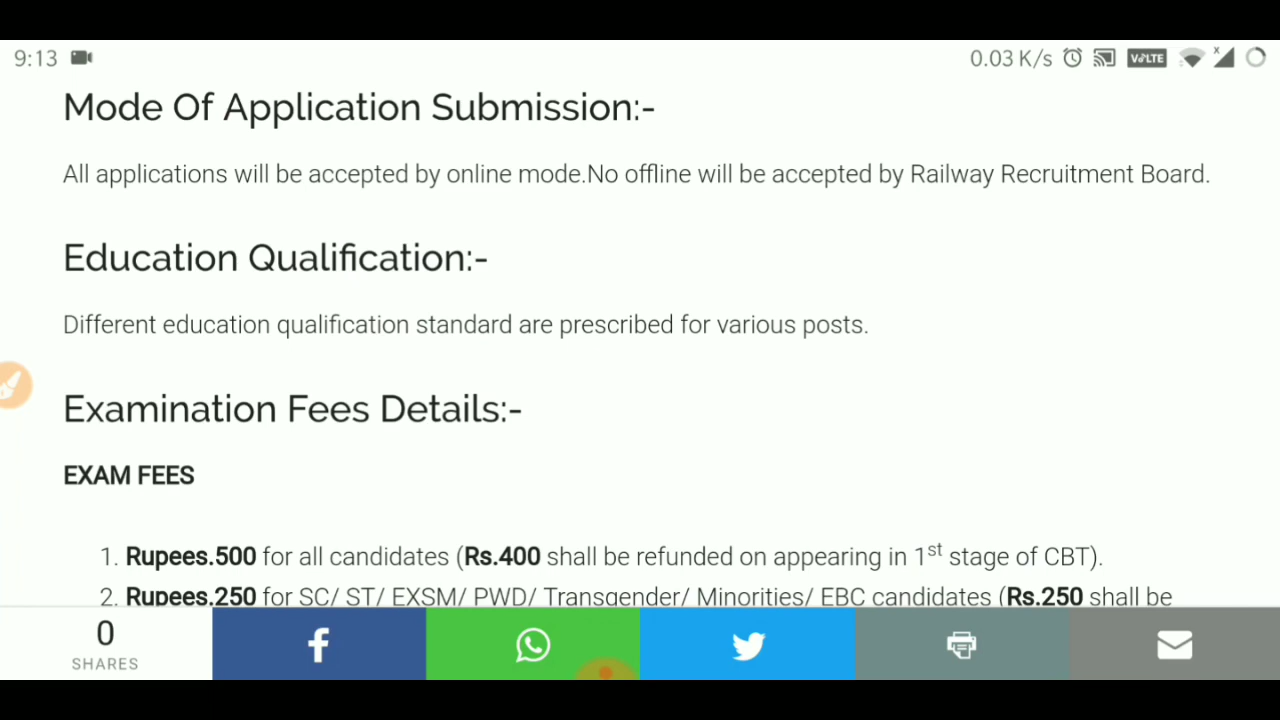 9:13
0.03 K/s
VoLTE
x
Mode Of Application Submission:-
All applications will be accepted by online mode.No offline will be accepted by Railway Recruitment Board.
Education Qualification:-
Different education qualification standard are prescribed for various posts.
Examination Fees Details:-
EXAM FEES
1. Rupees.500 for all candidates (Rs.400 shall be refunded on appearing in 1st stage of CBT).
2. Rupees.250 for SC/ ST/ EXSM/ PWD/ Transgender/ Minorities/ EBC candidates (Rs.250 shall be
0
SHARES